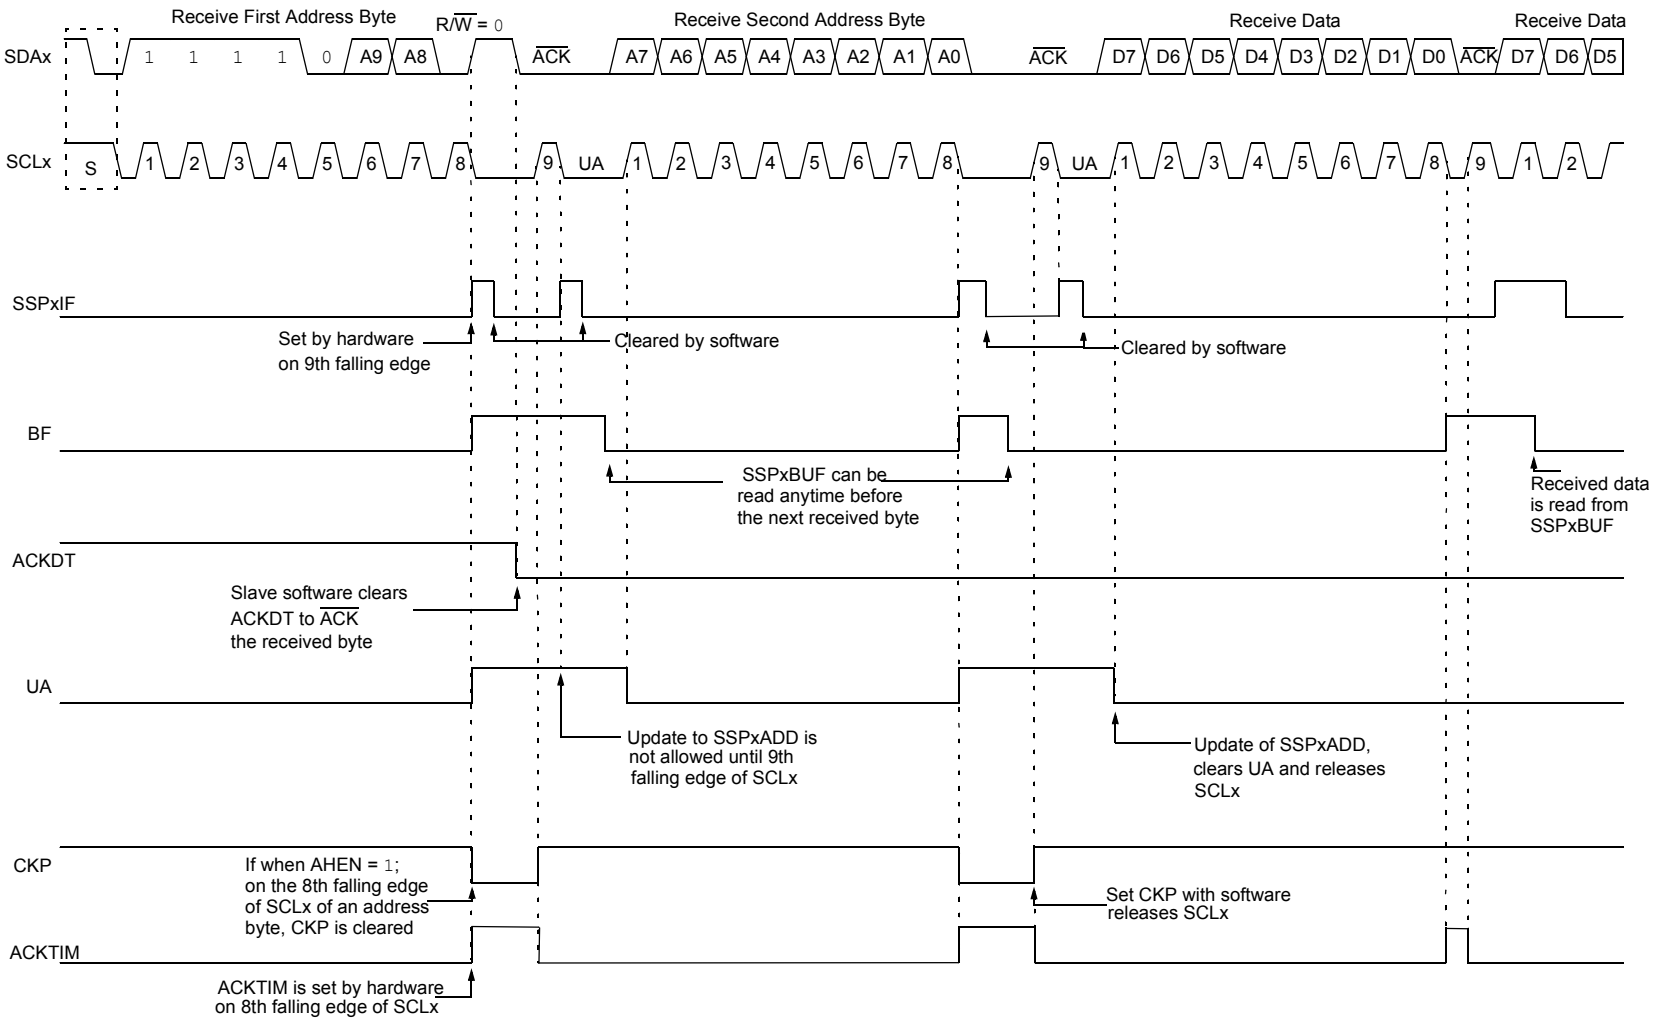 Receive First Address Byte
R/W = 0
Receive Second Address Byte
Receive Data
Receive Data
SDAx
1 1 1 1 0 A9 A8
ACK
A7 A6 A5 A4 A3 A2 A1 A0
ACK
D7 D6 D5 D4 D3 D2 D1 D0
ACK
D7 D6 D5
SCLx
S
1 2 3 4 5 6 7 8 9
UA
1 2 3 4 5 6 7 8 9
UA
1 2 3 4 5 6 7 8 9 1 2
SSPxIF
Set by hardware
on 9th falling edge
Cleared by software
Cleared by software
BF
SSPxBUF can be
read anytime before
the next received byte
Received data
is read from
SSPxBUF
ACKDT
Slave software clears
ACKDT to ACK
the received byte
UA
Update to SSPxADD is
not allowed until 9th
falling edge of SCLx
Update of SSPxADD,
clears UA and releases
SCLx
CKP
If when AHEN = 1;
on the 8th falling edge
of SCLx of an address
byte, CKP is cleared
Set CKP with software
releases SCLx
ACKTIM
ACKTIM is set by hardware
on 8th falling edge of SCLx